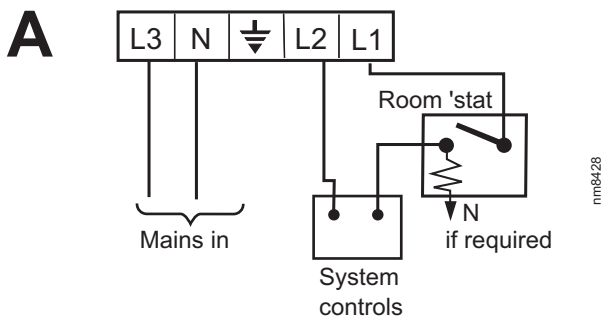 A
L3 N L2 L1
Room 'stat
N
if required
Mains in
System
controls
nm8428